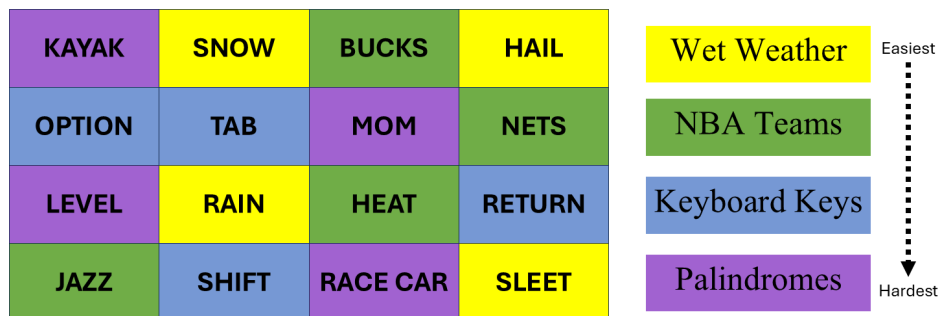 KAYAK SNOW BUCKS HAIL
OPTION TAB MOM NETS
LEVEL RAIN HEAT RETURN
JAZZ SHIFT RACE CAR SLEET
Wet Weather
NBA Teams
Keyboard Keys
Palindromes
Easiest
Hardest